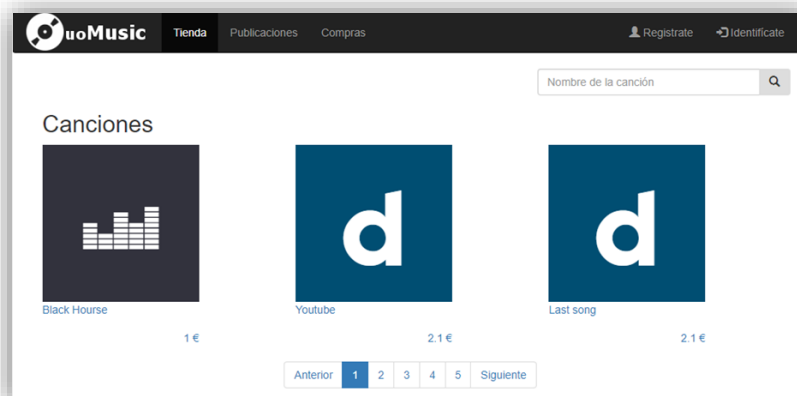 uoMusic Tienda Publicaciones Compras Registrate Identifícate
Nombre de la canción
Canciones
d d
Black Hourse Youtube Last song
1 € 2.1 € 2.1 €
Anterior 1 2 3 4 5 Siguiente